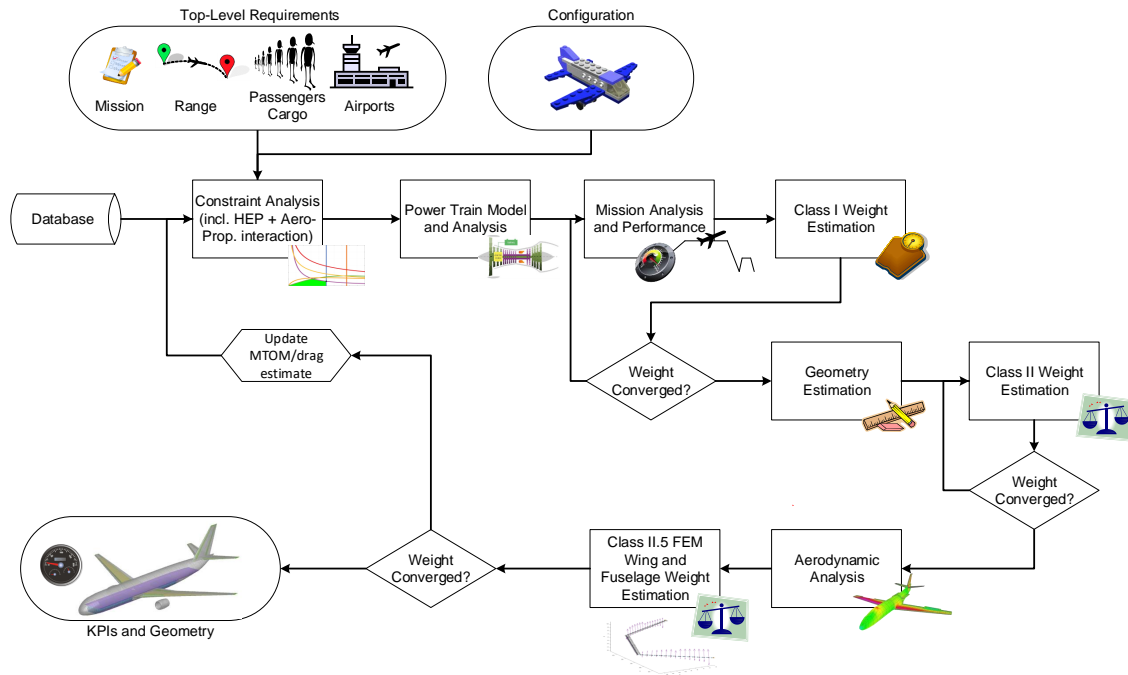 Top-Level Requirements
Configuration
Mission
Range
Passengers
Cargo
Airports
Database
Constraint Analysis
(incl. HEP + Aero-
Prop. interaction)
Power Train Model
and Analysis
Mission Analysis
and Performance
Class I Weight
Estimation
Update
MTOM/drag
estimate
Weight
Converged?
Geometry
Estimation
Class II Weight
Estimation
Weight
Converged?
Weight
Converged?
Class II.5 FEM
Wing and
Fuselage Weight
Estimation
Aerodynamic
Analysis
KPIs and Geometry